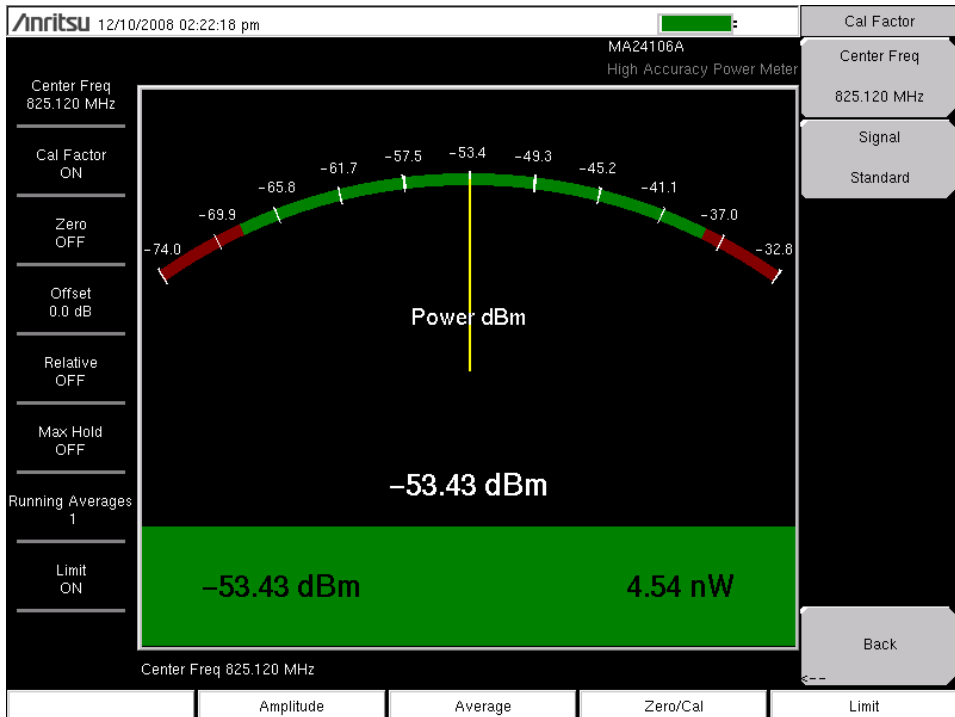 /Inritsu 12/10/2008 02:22:18 pm
Cal Factor
MA24106A
High Accuracy Power Meter
Center Freq
825.120 MHz
Cal Factor
ON
Zero
OFF
Offset
0.0 dB
Relative
OFF
Max Hold
OFF
Running Averages
1
Limit
ON
−74.0
−69.9
−65.8
−61.7
−57.5
−53.4
−49.3
−45.2
−41.1
−37.0
−32.8
Power dBm
−53.43 dBm
−53.43 dBm 4.54 nW
Center Freq 825.120 MHz
Center Freq
825.120 MHz
Signal
Standard
Back
<--
Amplitude Average Zero/Cal Limit